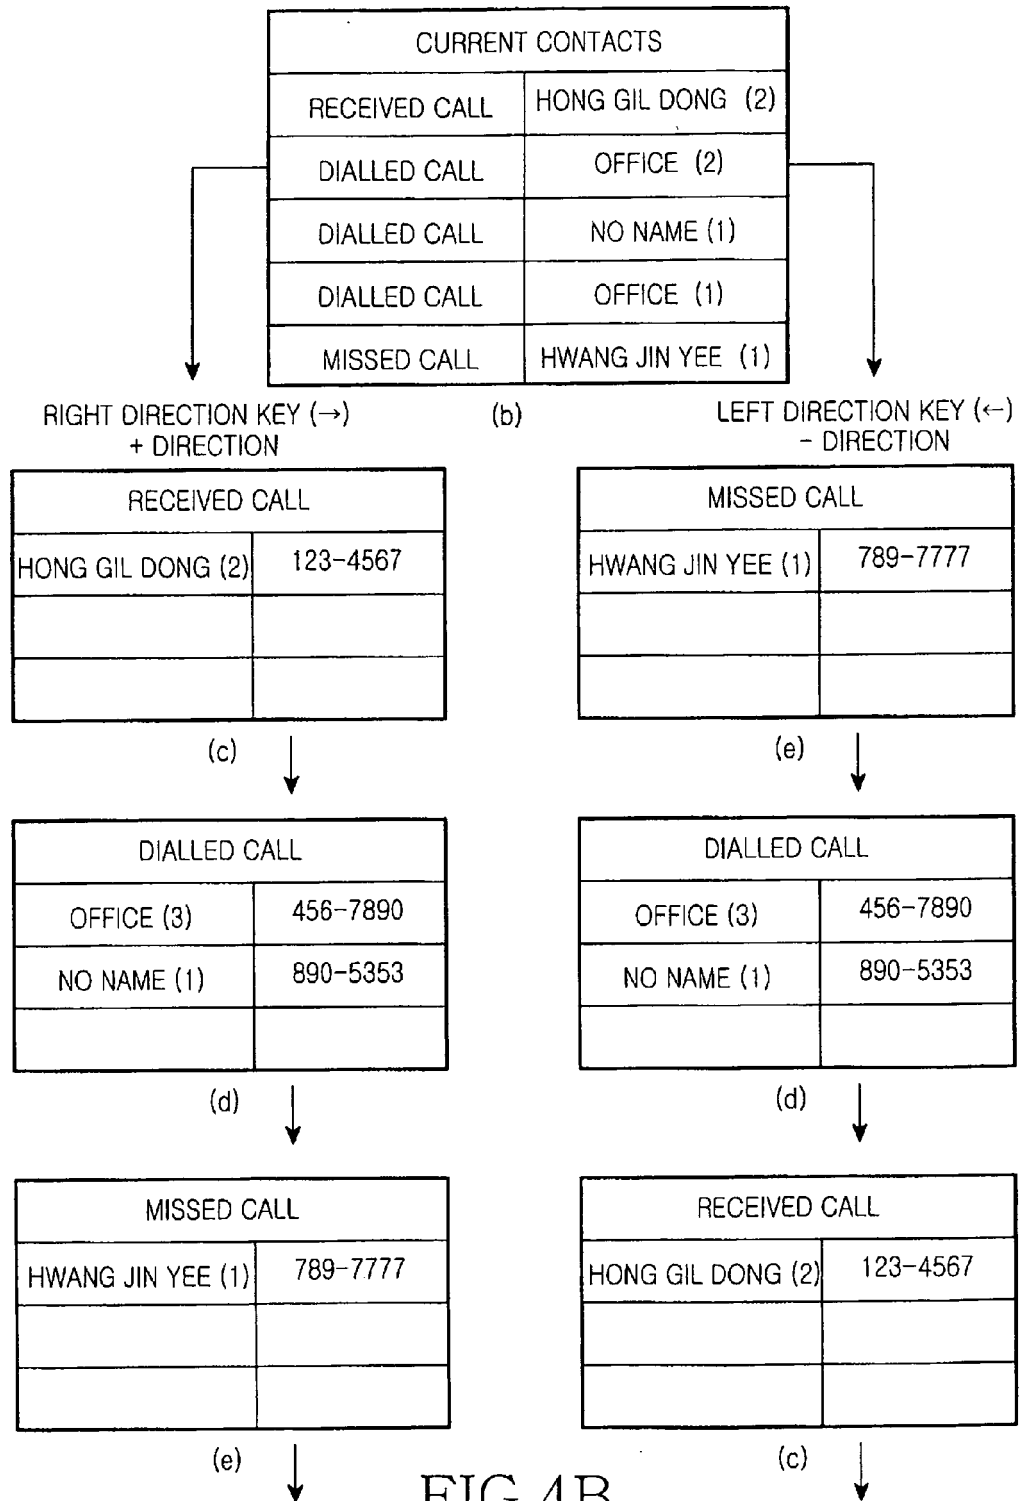 CURRENT CONTACTS
RECEIVED CALL HONG GIL DONG (2)
DIALLED CALL OFFICE (2)
DIALLED CALL NO NAME (1)
DIALLED CALL OFFICE (1)
MISSED CALL HWANG JIN YEE (1)
(b)
RIGHT DIRECTION KEY (→)
+ DIRECTION
RECEIVED CALL
HONG GIL DONG (2) 123-4567
(c)
DIALLED CALL
OFFICE (3) 456-7890
NO NAME (1) 890-5353
(d)
MISSED CALL
HWANG JIN YEE (1) 789-7777
(e)
LEFT DIRECTION KEY (←)
- DIRECTION
MISSED CALL
HWANG JIN YEE (1) 789-7777
(e)
DIALLED CALL
OFFICE (3) 456-7890
NO NAME (1) 890-5353
(d)
RECEIVED CALL
HONG GIL DONG (2) 123-4567
(c)
FIG.4B